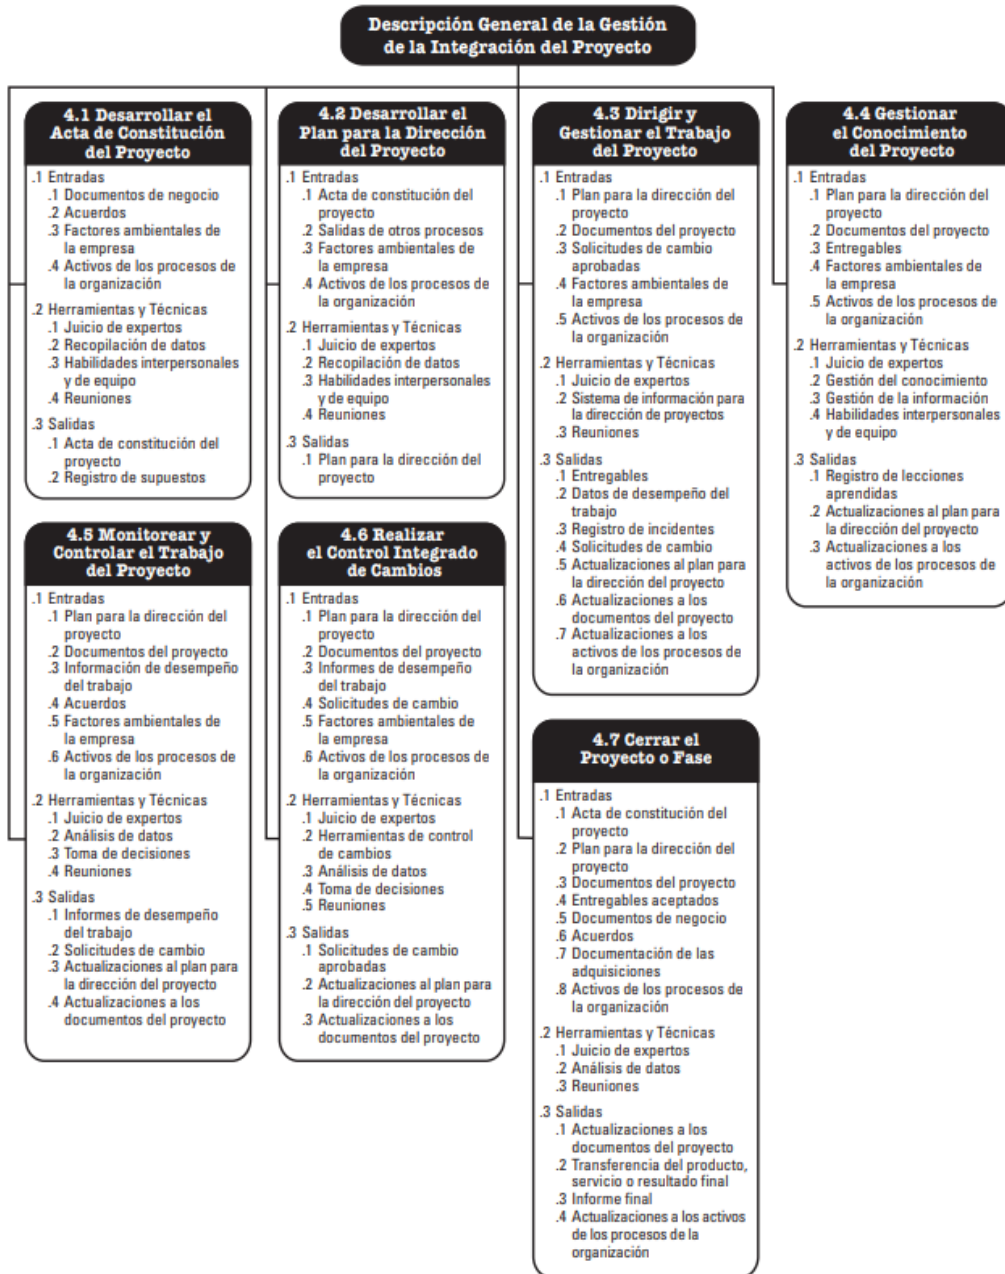 Descripción General de la Gestión
de la Integración del Proyecto
4.1 Desarrollar el
Acta de Constitución
del Proyecto
.1 Entradas
.1 Documentos de negocio
.2 Acuerdos
.3 Factores ambientales de
la empresa
.4 Activos de los procesos de
la organización
.2 Herramientas y Técnicas
.1 Juicio de expertos
.2 Recopilación de datos
.3 Habilidades interpersonales
y de equipo
.4 Reuniones
.3 Salidas
.1 Acta de constitución del
proyecto
.2 Registro de supuestos
4.2 Desarrollar el
Plan para la Dirección
del Proyecto
.1 Entradas
.1 Acta de constitución del
proyecto
.2 Salidas de otros procesos
.3 Factores ambientales de
la empresa
.4 Activos de los procesos de
la organización
.2 Herramientas y Técnicas
.1 Juicio de expertos
.2 Recopilación de datos
.3 Habilidades interpersonales
y de equipo
.4 Reuniones
.3 Salidas
.1 Plan para la dirección del
proyecto
4.3 Dirigir y
Gestionar el Trabajo
del Proyecto
.1 Entradas
.1 Plan para la dirección del
proyecto
.2 Documentos del proyecto
.3 Solicitudes de cambio
aprobadas
.4 Factores ambientales de
la empresa
.5 Activos de los procesos de
la organización
.2 Herramientas y Técnicas
.1 Juicio de expertos
.2 Sistema de información para
la dirección de proyectos
.3 Reuniones
.3 Salidas
.1 Entregables
.2 Datos de desempeño del
trabajo
.3 Registro de incidentes
.4 Solicitudes de cambio
.5 Actualizaciones al plan para
la dirección del proyecto
.6 Actualizaciones a los
documentos del proyecto
.7 Actualizaciones a los
activos de los procesos de
la organización
4.4 Gestionar
el Conocimiento
del Proyecto
.1 Entradas
.1 Plan para la dirección del
proyecto
.2 Documentos del proyecto
.3 Entregables
.4 Factores ambientales de
la empresa
.5 Activos de los procesos de
la organización
.2 Herramientas y Técnicas
.1 Juicio de expertos
.2 Gestión del conocimiento
.3 Gestión de la información
.4 Habilidades interpersonales
y de equipo
.3 Salidas
.1 Registro de lecciones
aprendidas
.2 Actualizaciones al plan para
la dirección del proyecto
.3 Actualizaciones a los
activos de los procesos de
la organización
4.5 Monitorear y
Controlar el Trabajo
del Proyecto
.1 Entradas
.1 Plan para la dirección del
proyecto
.2 Documentos del proyecto
.3 Información de desempeño
del trabajo
.4 Acuerdos
.5 Factores ambientales de
la empresa
.6 Activos de los procesos de
la organización
.2 Herramientas y Técnicas
.1 Juicio de expertos
.2 Análisis de datos
.3 Toma de decisiones
.4 Reuniones
.3 Salidas
.1 Informes de desempeño
del trabajo
.2 Solicitudes de cambio
.3 Actualizaciones al plan para
la dirección del proyecto
.4 Actualizaciones a los
documentos del proyecto
4.6 Realizar
el Control Integrado
de Cambios
.1 Entradas
.1 Plan para la dirección del
proyecto
.2 Documentos del proyecto
.3 Informes de desempeño
del trabajo
.4 Solicitudes de cambio
.5 Factores ambientales de
la empresa
.6 Activos de los procesos de
la organización
.2 Herramientas y Técnicas
.1 Juicio de expertos
.2 Herramientas de control
de cambios
.3 Análisis de datos
.4 Toma de decisiones
.5 Reuniones
.3 Salidas
.1 Solicitudes de cambio
aprobadas
.2 Actualizaciones al plan para
la dirección del proyecto
.3 Actualizaciones a los
documentos del proyecto
4.7 Cerrar el
Proyecto o Fase
.1 Entradas
.1 Acta de constitución del
proyecto
.2 Plan para la dirección del
proyecto
.3 Documentos del proyecto
.4 Entregables aceptados
.5 Documentos de negocio
.6 Acuerdos
.7 Documentación de las
adquisiciones
.8 Activos de los procesos de
la organización
.2 Herramientas y Técnicas
.1 Juicio de expertos
.2 Análisis de datos
.3 Reuniones
.3 Salidas
.1 Actualizaciones a los
documentos del proyecto
.2 Transferencia del producto,
servicio o resultado final
.3 Informe final
.4 Actualizaciones a los activos
de los procesos de la
organización